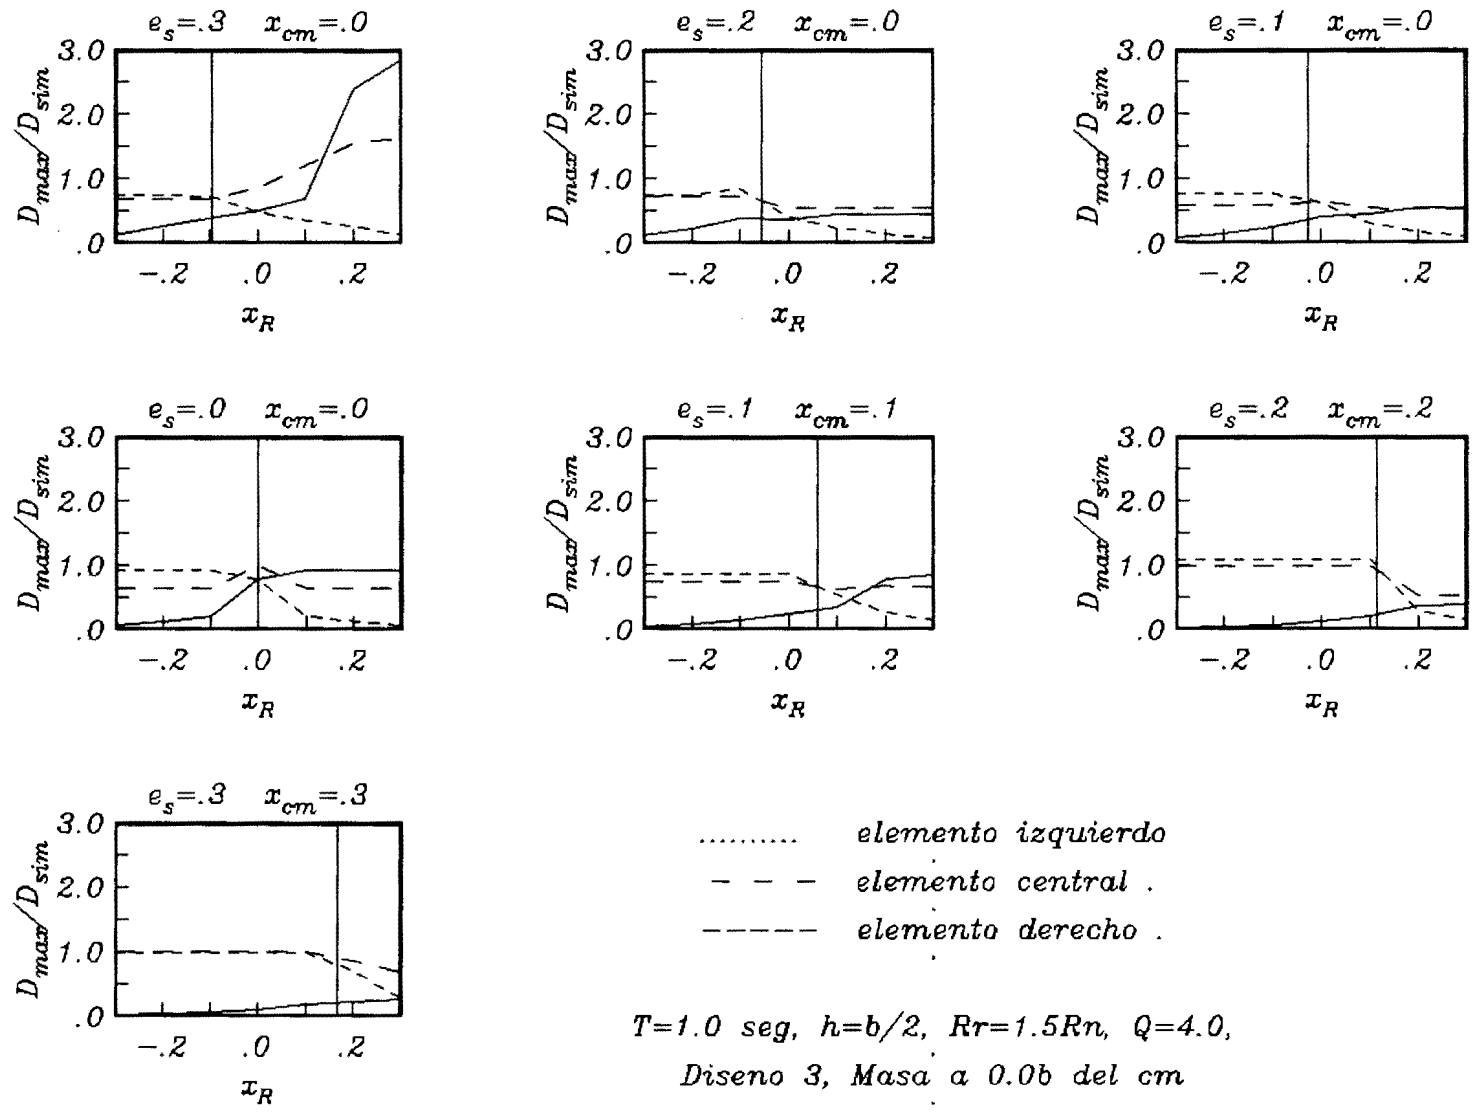 e_s=.3 x_cm=.0
3.0
2.0
1.0
.0
D_max/D_sim
-.2 .0 .2
x_R
e_s=.2 x_cm=.0
3.0
2.0
1.0
.0
D_max/D_sim
-.2 .0 .2
x_R
e_s=.1 x_cm=.0
3.0
2.0
1.0
.0
D_max/D_sim
-.2 .0 .2
x_R
e_s=.0 x_cm=.0
3.0
2.0
1.0
.0
D_max/D_sim
-.2 .0 .2
x_R
e_s=.1 x_cm=.1
3.0
2.0
1.0
.0
D_max/D_sim
-.2 .0 .2
x_R
e_s=.2 x_cm=.2
3.0
2.0
1.0
.0
D_max/D_sim
-.2 .0 .2
x_R
e_s=.3 x_cm=.3
3.0
2.0
1.0
.0
D_max/D_sim
-.2 .0 .2
x_R
elemento izquierdo
elemento central .
elemento derecho .
T=1.0 seg, h=b/2, Rr=1.5Rn, Q=4.0,
Diseno 3, Masa a 0.0b del cm